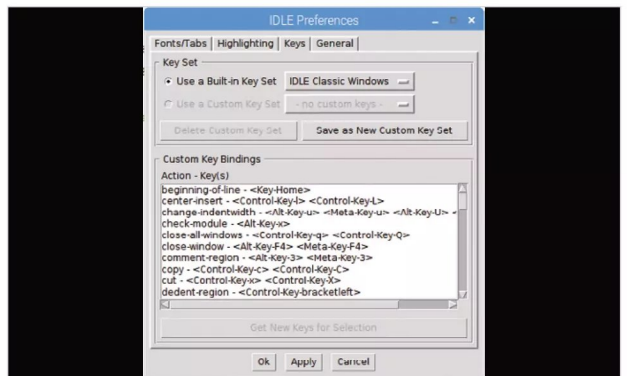 IDLE Preferences
Fonts/Tabs Highlighting Keys General
Key Set
Use a Built-in Key Set IDLE Classic Windows
Use a Custom Key Set - no custom keys -
Delete Custom Key Set Save as New Custom Key Set
Custom Key Bindings
Action - Key(s)
beginning-of-line - <Key-Home>
center-insert - <Control-Key-l> <Control-Key-L>
change-indentwidth - <Alt-Key-u> <Meta-Key-u> <Alt-Key-U> <
check-module - <Alt-Key-x>
close-all-windows - <Control-Key-q> <Control-Key-Q>
close-window - <Alt-Key-F4> <Meta-Key-F4>
comment-region - <Alt-Key-3> <Meta-Key-3>
copy - <Control-Key-c> <Control-Key-C>
cut - <Control-Key-x> <Control-Key-X>
dedent-region - <Control-Key-bracketleft>
Get New Keys for Selection
Ok Apply Cancel